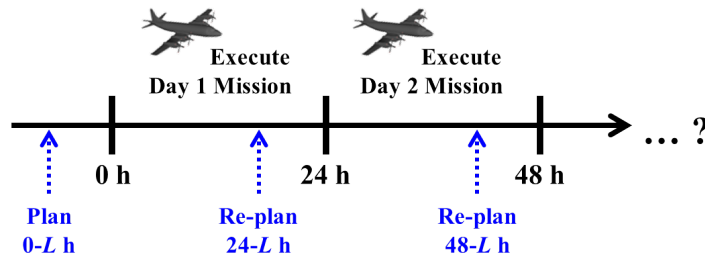 Execute
Day 1 Mission
Execute
Day 2 Mission
... ?
0 h
24 h
48 h
Plan
0-L h
Re-plan
24-L h
Re-plan
48-L h